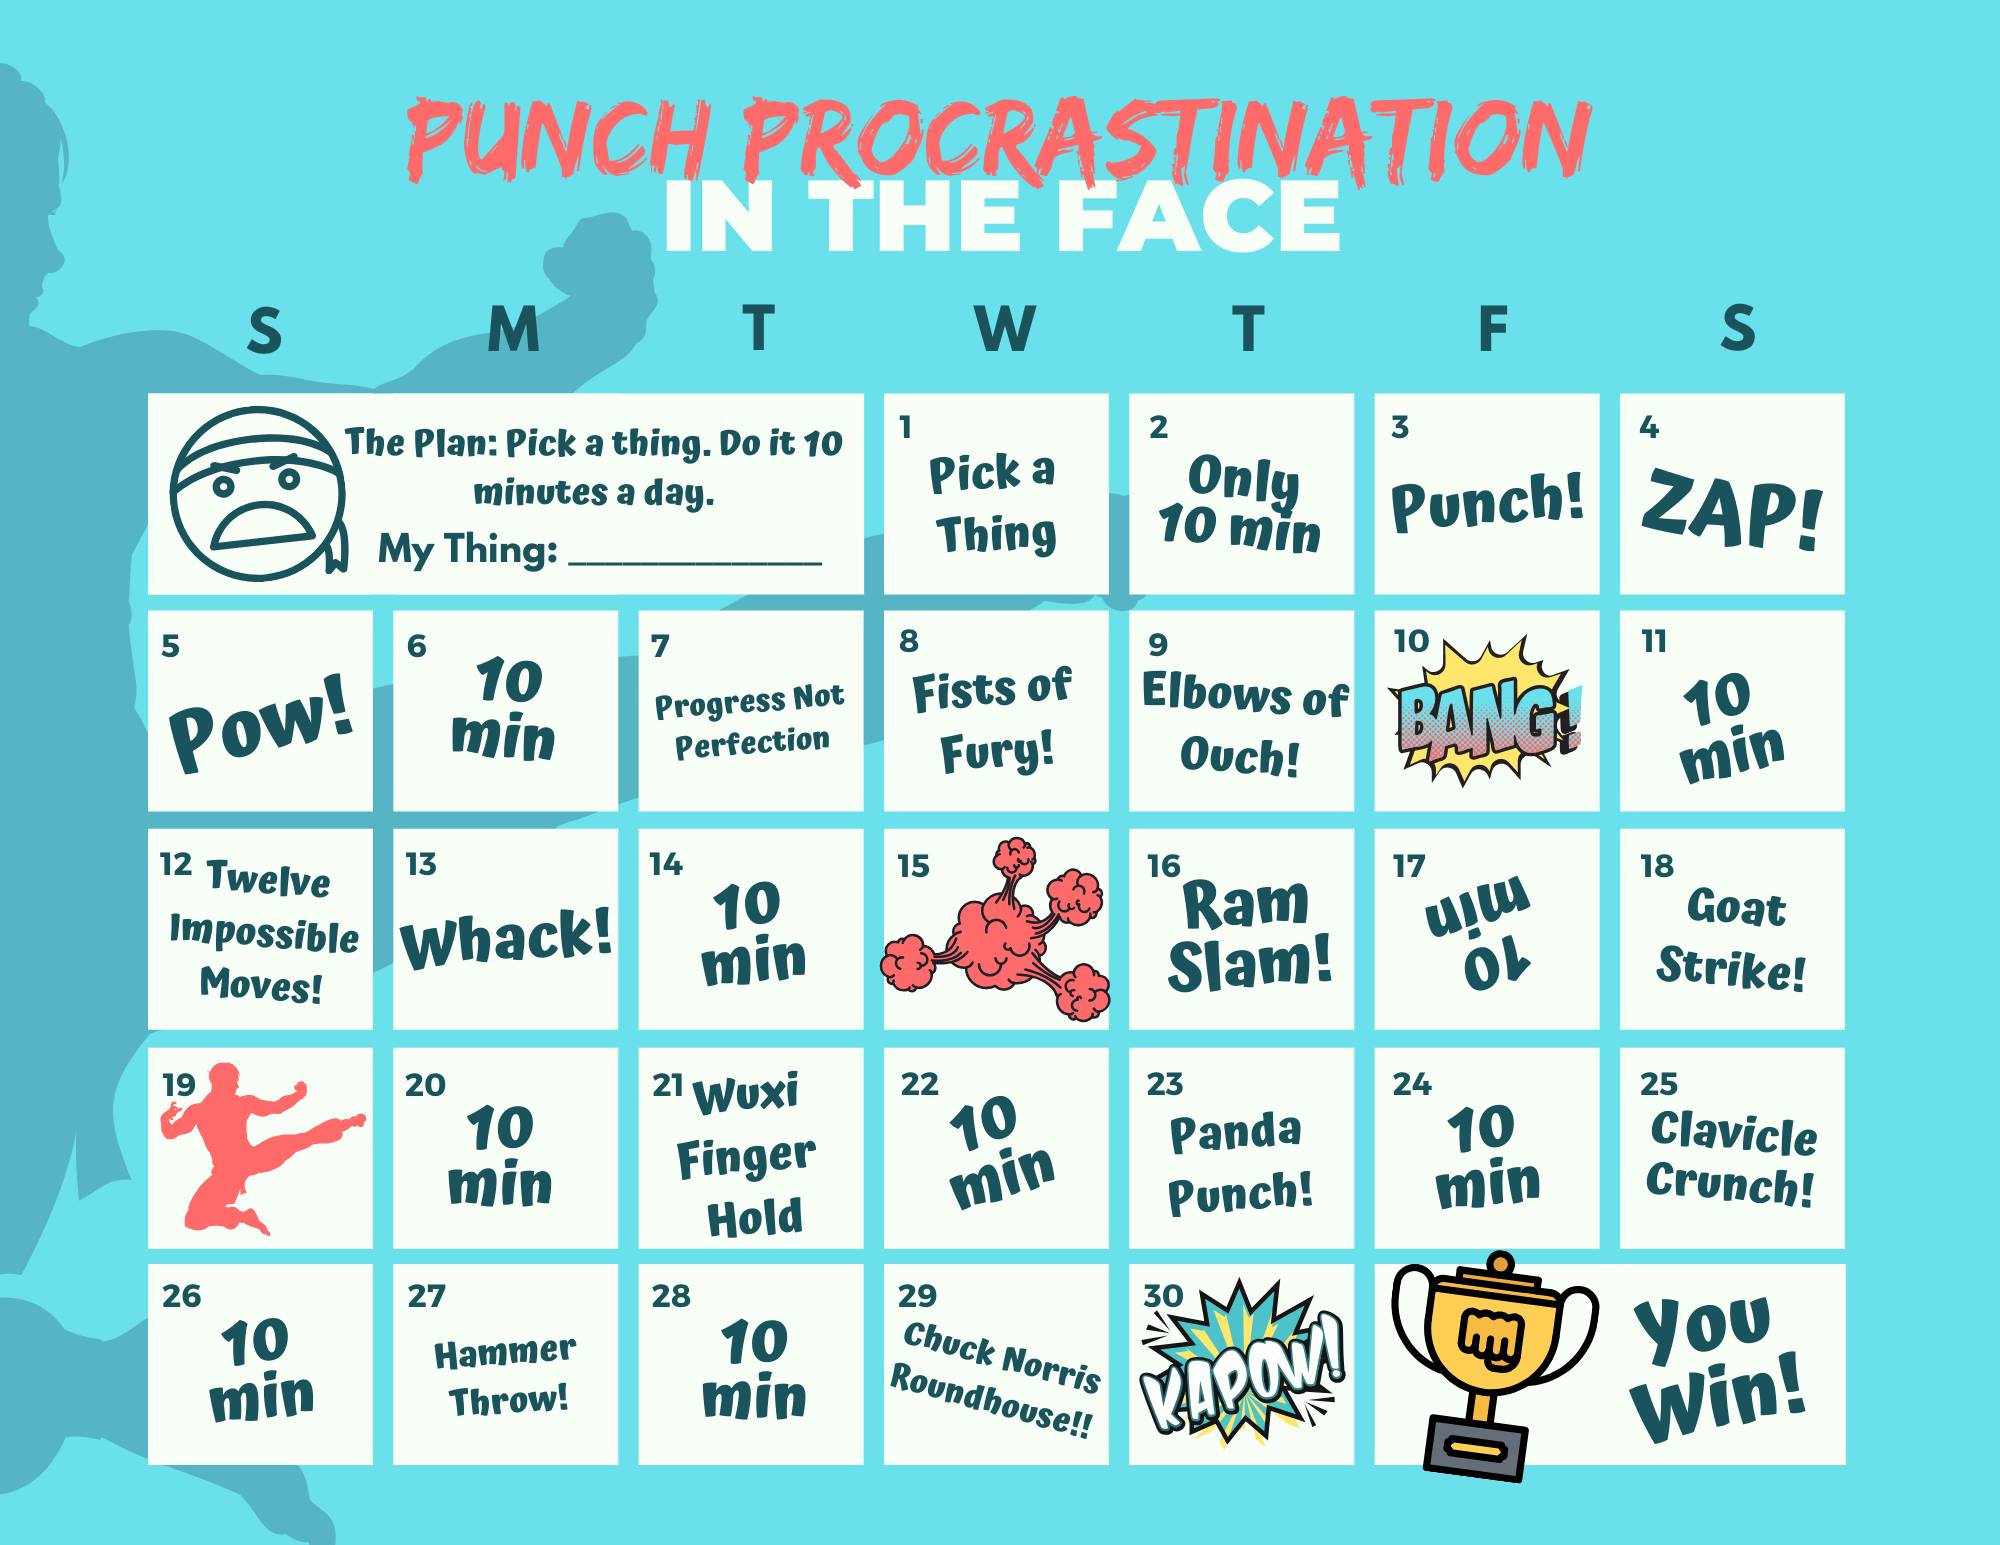 PUNCH PROCRASTINATION
IN THE FACE
S M T W T F S
The Plan: Pick a thing. Do it 10
minutes a day.
My Thing: ______________
1
Pick a
Thing
2
Only
10 min
3
Punch!
4
ZAP!
5
Pow!
6
10
min
7
Progress Not
Perfection
8
Fists of
Fury!
9
Elbows of
Ouch!
10
BANG!
11
10
min
12
Twelve
Impossible
Moves!
13
Whack!
14
10
min
15
16
Ram
Slam!
17
10
min
18
Goat
Strike!
19
20
10
min
21
Wuxi
Finger
Hold
22
10
min
23
Panda
Punch!
24
10
min
25
Clavicle
Crunch!
26
10
min
27
Hammer
Throw!
28
10
min
29
Chuck Norris
Roundhouse!!
30
KAPOW!
You
Win!